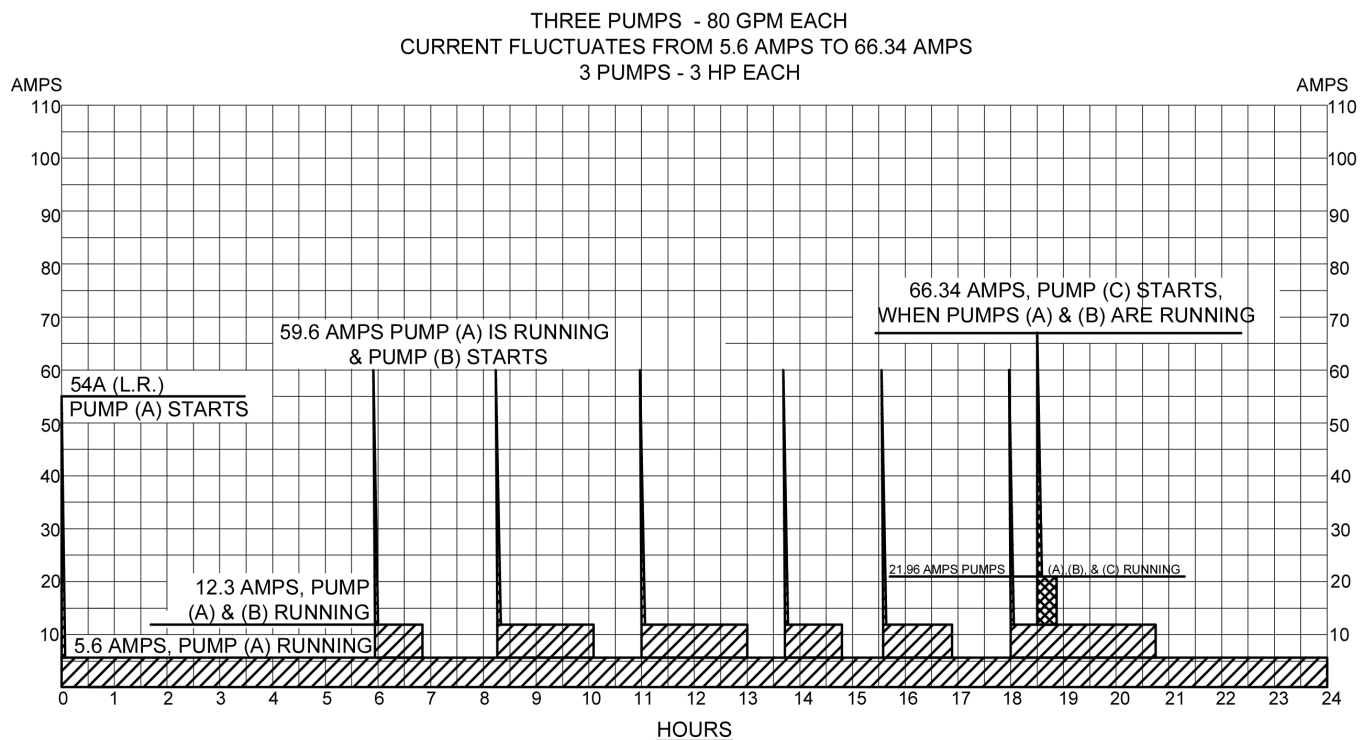 THREE PUMPS - 80 GPM EACH
CURRENT FLUCTUATES FROM 5.6 AMPS TO 66.34 AMPS
3 PUMPS - 3 HP EACH
AMPS
AMPS
110
110
100
100
90
90
80
80
66.34 AMPS, PUMP (C) STARTS,
WHEN PUMPS (A) & (B) ARE RUNNING
70
70
59.6 AMPS PUMP (A) IS RUNNING
& PUMP (B) STARTS
60
60
54A (L.R.)
PUMP (A) STARTS
50
50
40
40
30
30
21.96 AMPS PUMPS (A),(B), & (C) RUNNING
20
20
12.3 AMPS, PUMP
(A) & (B) RUNNING
10
10
5.6 AMPS, PUMP (A) RUNNING
0 1 2 3 4 5 6 7 8 9 10 11 12 13 14 15 16 17 18 19 20 21 22 23 24
HOURS